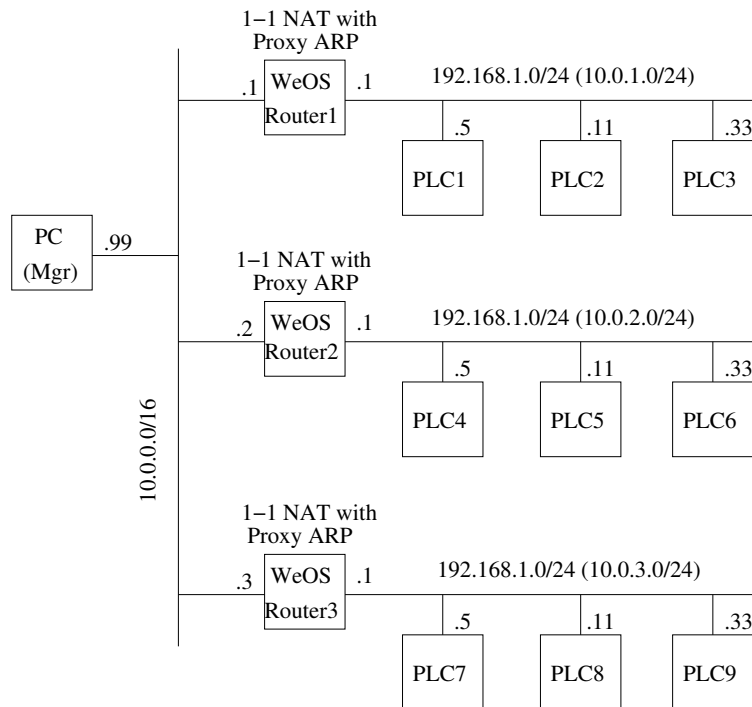 1−1 NAT with
Proxy ARP
.1
WeOS
Router1
.1
192.168.1.0/24 (10.0.1.0/24)
.5
.11
.33
PLC1
PLC2
PLC3
PC
(Mgr)
.99
1−1 NAT with
Proxy ARP
.2
WeOS
Router2
.1
192.168.1.0/24 (10.0.2.0/24)
.5
.11
.33
PLC4
PLC5
PLC6
10.0.0.0/16
1−1 NAT with
Proxy ARP
.3
WeOS
Router3
.1
192.168.1.0/24 (10.0.3.0/24)
.5
.11
.33
PLC7
PLC8
PLC9